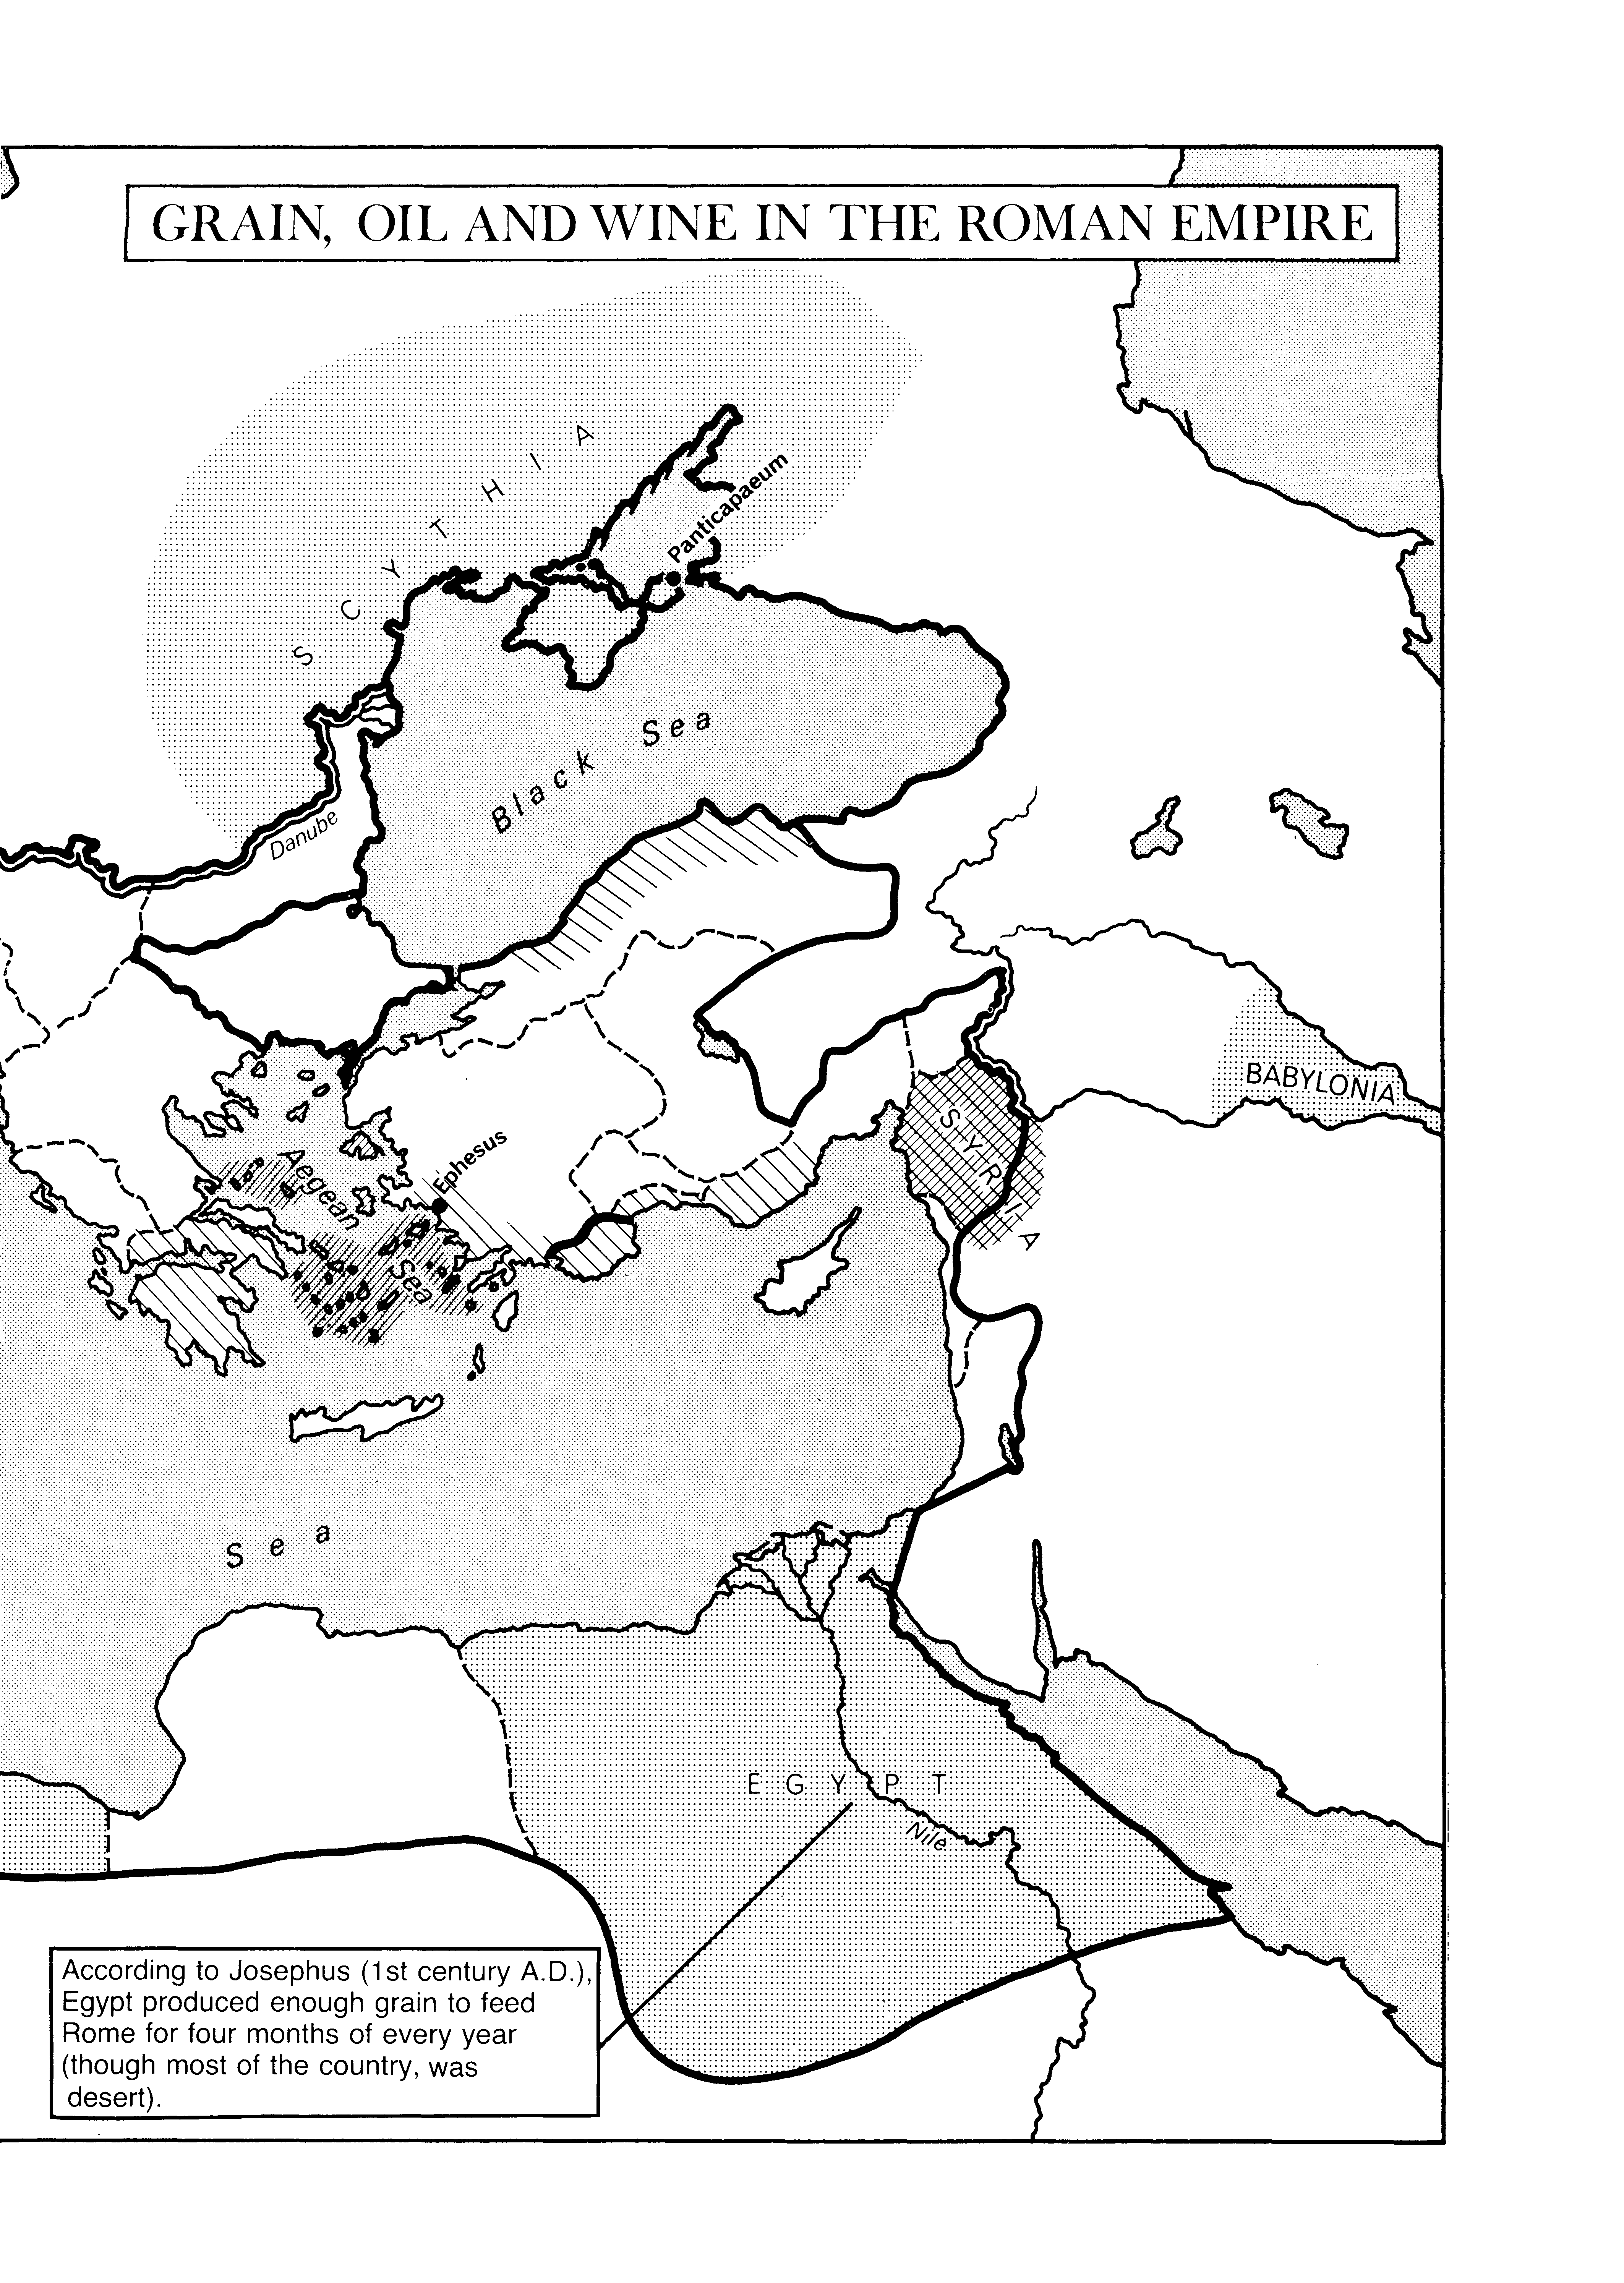 GRAIN, OIL AND WINE IN THE ROMAN EMPIRE
SCYTHIA
Panticapaeum
Black Sea
Danube
BABYLONIA
SYRIA
Ephesus
Aegean
Sea
Sea
EGYPT
Nile
According to Josephus (1st century A.D.),
Egypt produced enough grain to feed
Rome for four months of every year
(though most of the country, was
desert).